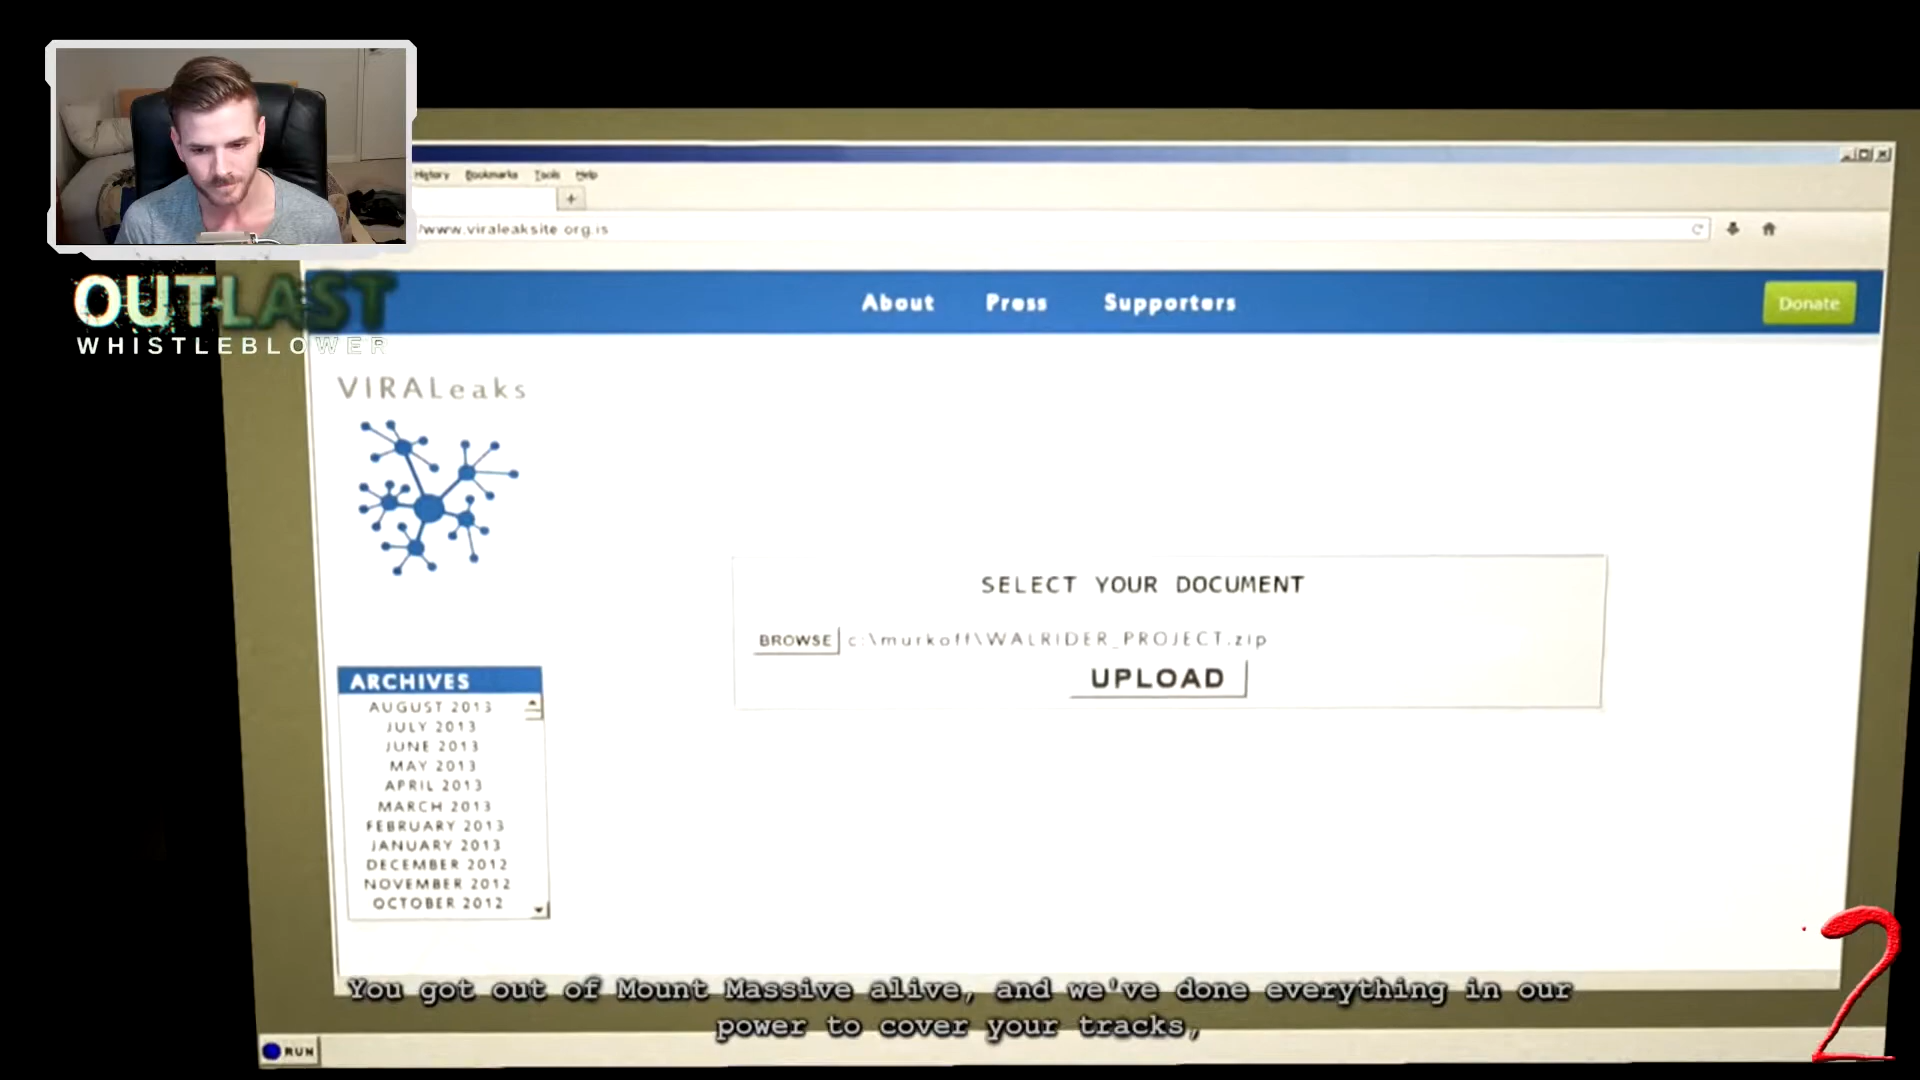 History Bookmarks Tools Help
+
/www.viraleaksite.org.is
OUTLAST
WHISTLEBLOWER
About Press Supporters Donate
VIRALeaks
SELECT YOUR DOCUMENT
BROWSE c:\murkoff\WALRIDER_PROJECT.zip
UPLOAD
ARCHIVES
AUGUST 2013
JULY 2013
JUNE 2013
MAY 2013
APRIL 2013
MARCH 2013
FEBRUARY 2013
JANUARY 2013
DECEMBER 2012
NOVEMBER 2012
OCTOBER 2012
You got out of Mount Massive alive, and we've done everything in our
power to cover your tracks,
RUN
2